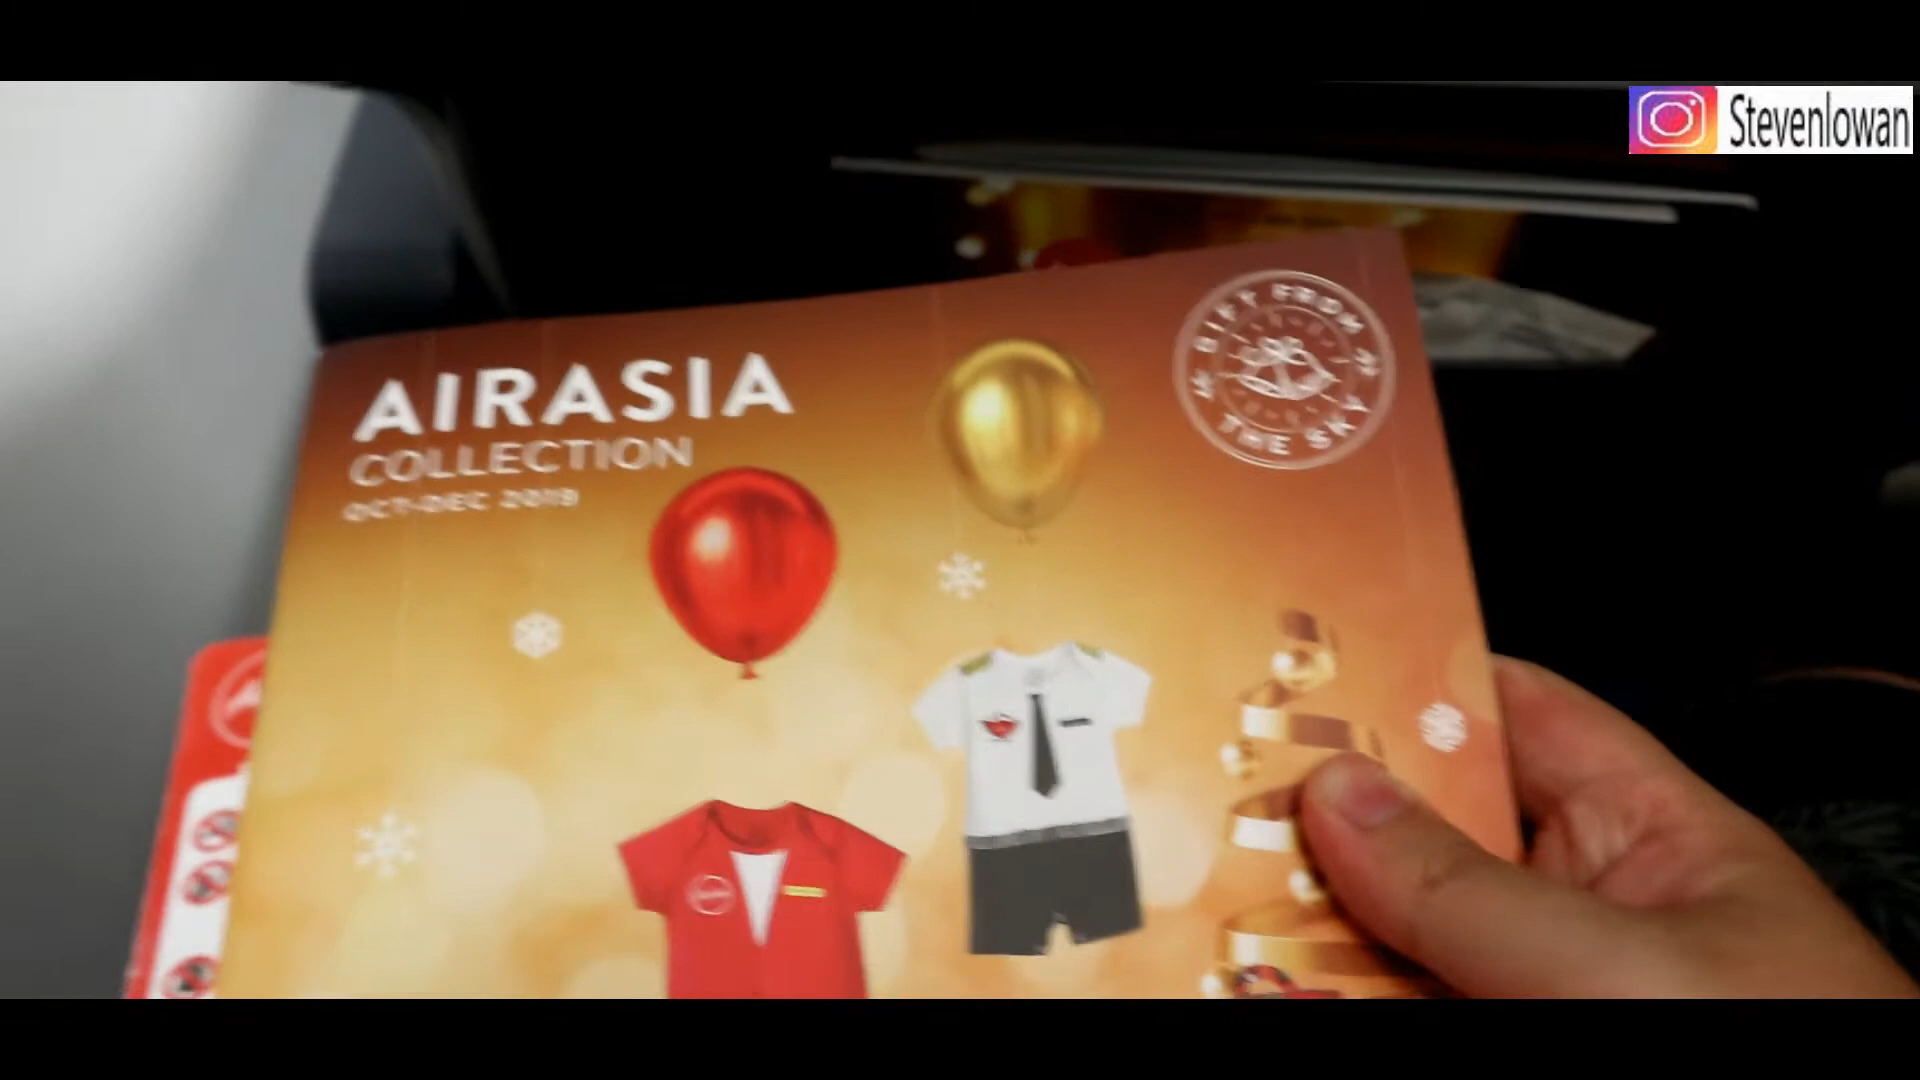 Stevenlowan
AIRASIA
COLLECTION
OCT-DEC 2019
GIFT FROM
THE SKY